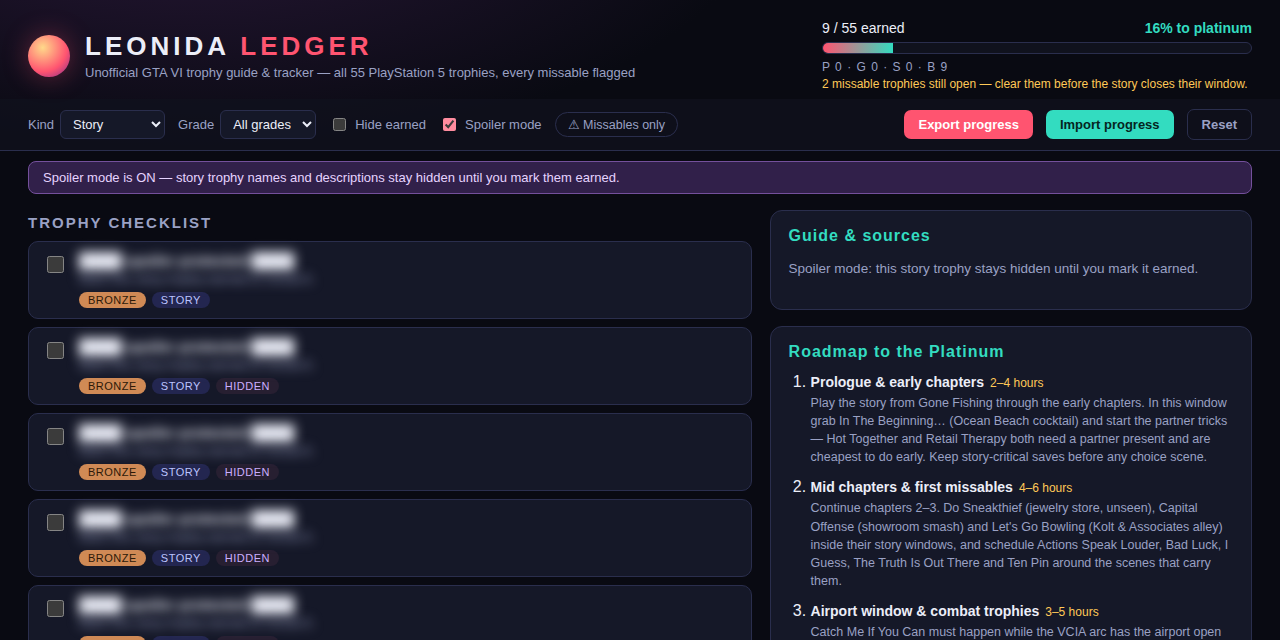 LEONIDA LEDGER
Unofficial GTA VI trophy guide & tracker — all 55 PlayStation 5 trophies, every missable flagged
9 / 55 earned
16% to platinum
P 0 · G 0 · S 0 · B 9
2 missable trophies still open — clear them before the story closes their window.
Kind
Story
Grade
All grades
Hide earned
Spoiler mode
⚠ Missables only
Export progress
Import progress
Reset
Spoiler mode is ON — story trophy names and descriptions stay hidden until you mark them earned.
TROPHY CHECKLIST
BRONZE STORY
BRONZE STORY HIDDEN
BRONZE STORY HIDDEN
BRONZE STORY HIDDEN
Guide & sources
Spoiler mode: this story trophy stays hidden until you mark it earned.
Roadmap to the Platinum
1. Prologue & early chapters 2–4 hours
Play the story from Gone Fishing through the early chapters. In this window
grab In The Beginning… (Ocean Beach cocktail) and start the partner tricks
— Hot Together and Retail Therapy both need a partner present and are
cheapest to do early. Keep story-critical saves before any choice scene.
2. Mid chapters & first missables 4–6 hours
Continue chapters 2–3. Do Sneakthief (jewelry store, unseen), Capital
Offense (showroom smash) and Let's Go Bowling (Kolt & Associates alley)
inside their story windows, and schedule Actions Speak Louder, Bad Luck, I
Guess, The Truth Is Out There and Ten Pin around the scenes that carry
them.
3. Airport window & combat trophies 3–5 hours
Catch Me If You Can must happen while the VCIA arc has the airport open